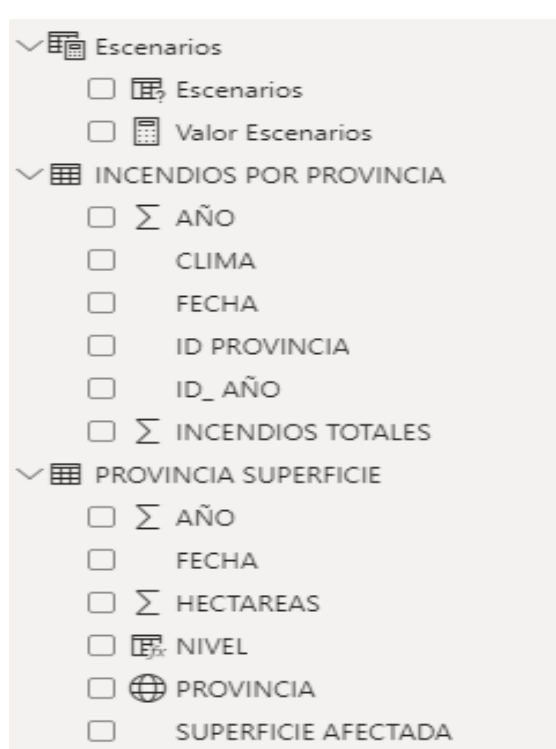 Escenarios
Escenarios
Valor Escenarios
INCENDIOS POR PROVINCIA
AÑO
CLIMA
FECHA
ID PROVINCIA
ID_ AÑO
INCENDIOS TOTALES
PROVINCIA SUPERFICIE
AÑO
FECHA
HECTAREAS
NIVEL
PROVINCIA
SUPERFICIE AFECTADA